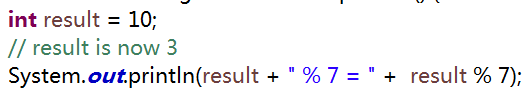 int result = 10;
// result is now 3
System.out.println(result + " % 7 = " + result % 7);